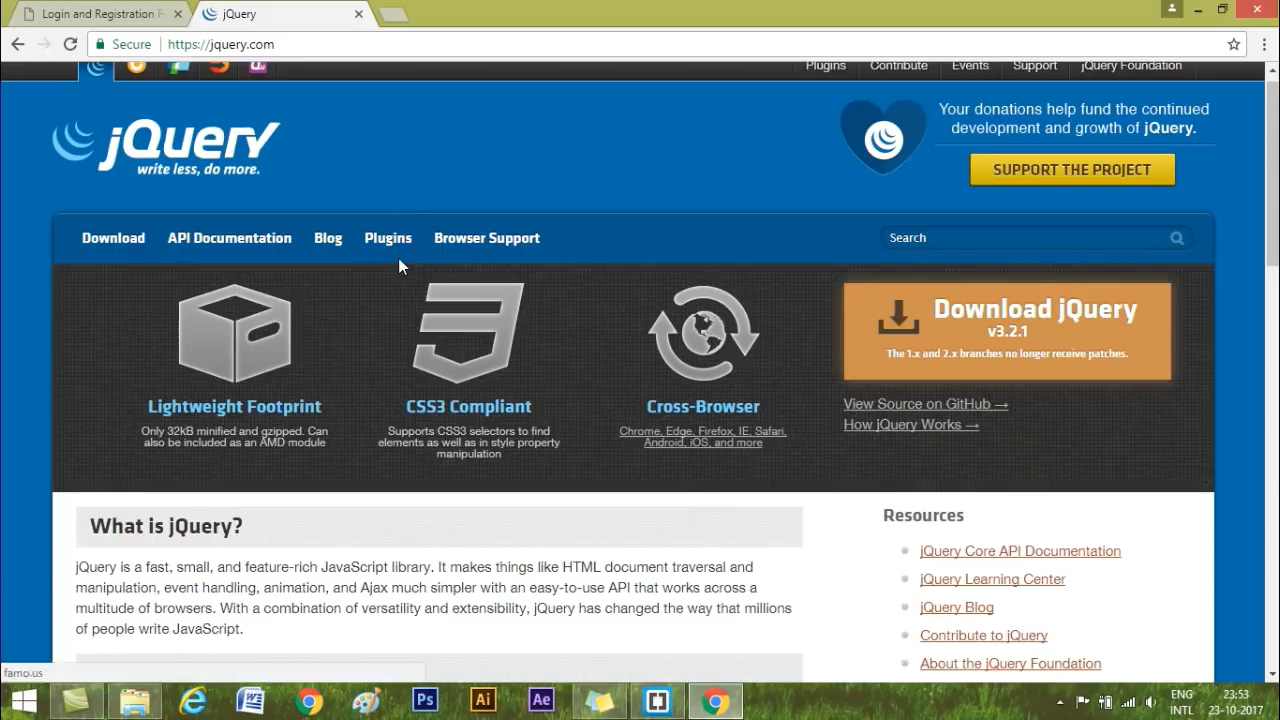 Login and Registration F
jQuery
Secure
https://jquery.com
Plugins
Contribute
Events
Support
jQuery Foundation
jQuery
write less, do more.
Your donations help fund the continued
development and growth of jQuery.
SUPPORT THE PROJECT
Download
API Documentation
Blog
Plugins
Browser Support
Search
Lightweight Footprint
Only 32kB minified and gzipped. Can
also be included as an AMD module
CSS3 Compliant
Supports CSS3 selectors to find
elements as well as in style property
manipulation
Cross-Browser
Chrome, Edge, Firefox, IE, Safari,
Android, iOS, and more
Download jQuery
v3.2.1
The 1.x and 2.x branches no longer receive patches.
View Source on GitHub →
How jQuery Works →
What is jQuery?
jQuery is a fast, small, and feature-rich JavaScript library. It makes things like HTML document traversal and
manipulation, event handling, animation, and Ajax much simpler with an easy-to-use API that works across a
multitude of browsers. With a combination of versatility and extensibility, jQuery has changed the way that millions
of people write JavaScript.
Resources
jQuery Core API Documentation
jQuery Learning Center
jQuery Blog
Contribute to jQuery
About the jQuery Foundation
famo.us
Ps
Ai
Ae
ENG
INTL
23:53
23-10-2017